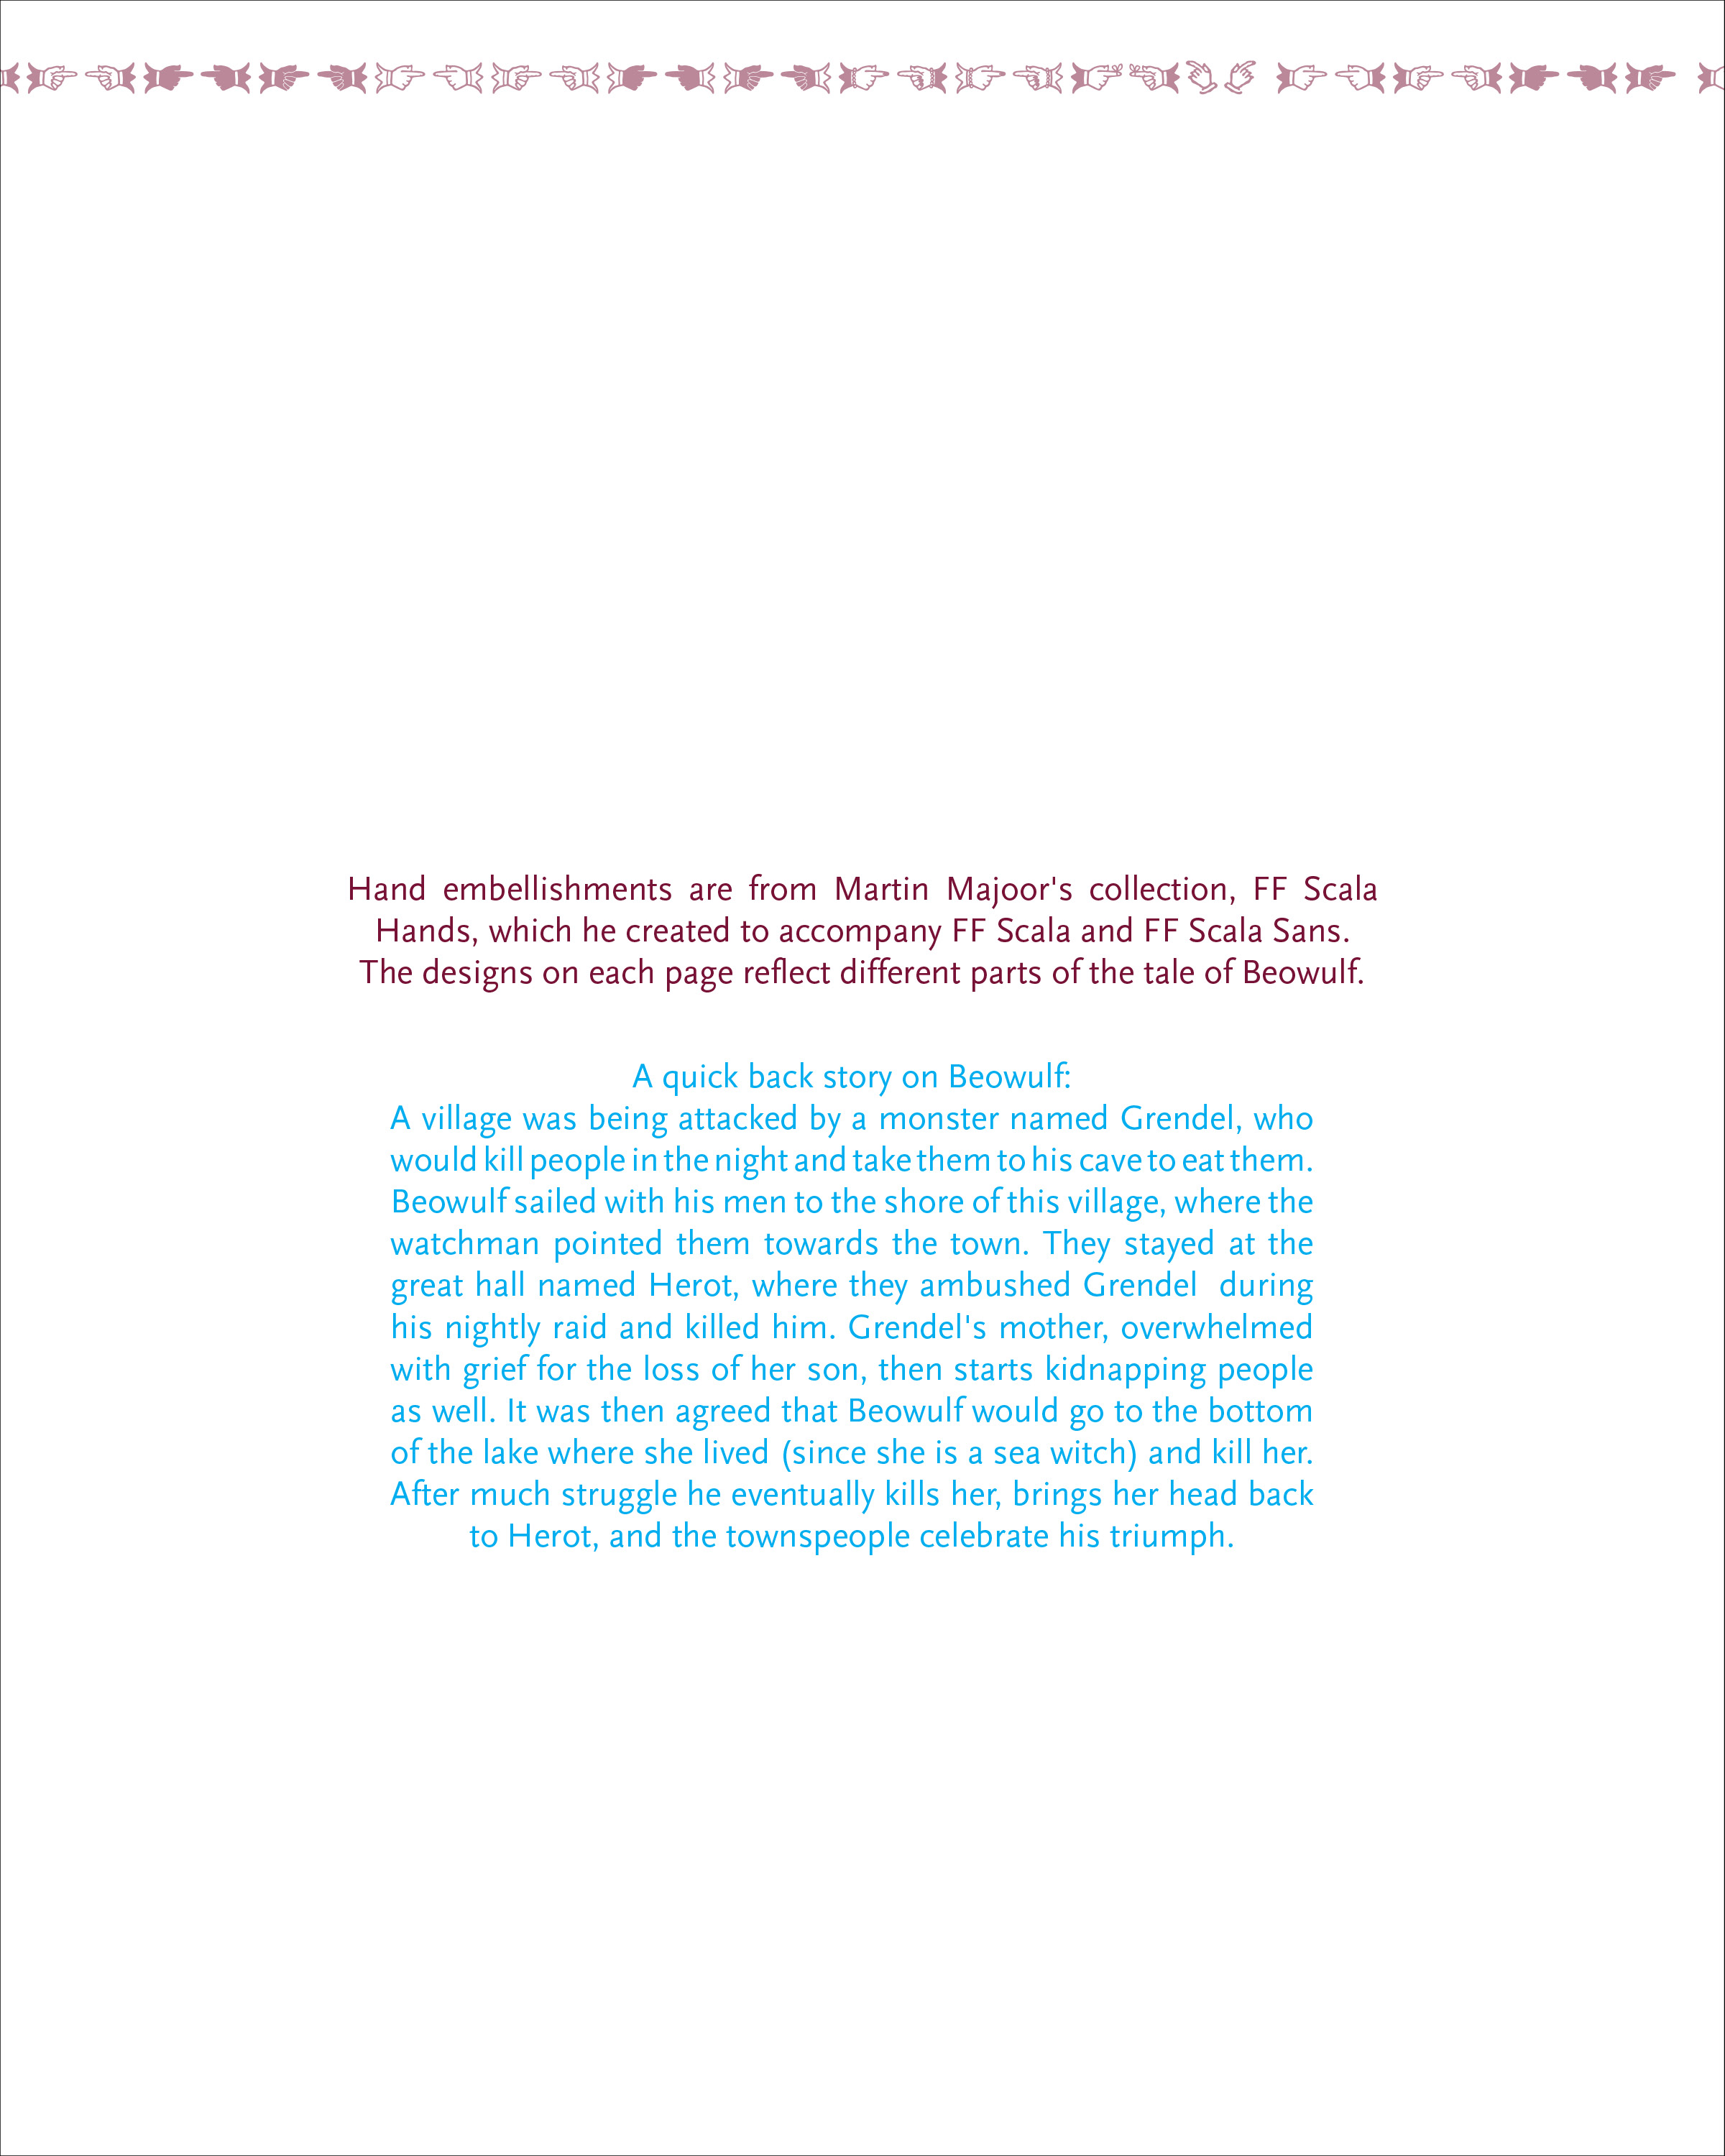 Hand embellishments are from Martin Majoor's collection, FF Scala
Hands, which he created to accompany FF Scala and FF Scala Sans.
The designs on each page reflect different parts of the tale of Beowulf.
A quick back story on Beowulf:
A village was being attacked by a monster named Grendel, who
would kill people in the night and take them to his cave to eat them.
Beowulf sailed with his men to the shore of this village, where the
watchman pointed them towards the town. They stayed at the
great hall named Herot, where they ambushed Grendel  during
his nightly raid and killed him. Grendel's mother, overwhelmed
with grief for the loss of her son, then starts kidnapping people
as well. It was then agreed that Beowulf would go to the bottom
of the lake where she lived (since she is a sea witch) and kill her.
After much struggle he eventually kills her, brings her head back
to Herot, and the townspeople celebrate his triumph.